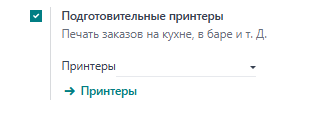 Подготовительные принтеры
Печать заказов на кухне, в баре и т. Д.
Принтеры
Принтеры